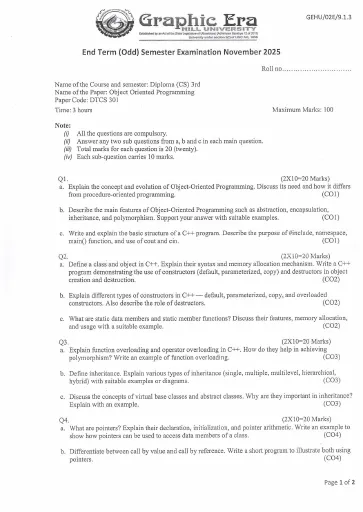 GEHU/02E/9.1.3
Graphic Era
HILL UNIVERSITY
End Term (Odd) Semester Examination November 2025
Roll no..............................
Name of the Course and semester: Diploma (CS) 3rd
Name of the Paper: Object Oriented Programming
Paper Code: DTCS 301
Time: 3 hours Maximum Marks: 100
Note:
(i) All the questions are compulsory.
(ii) Answer any two sub questions from a, b and c in each main question.
(iii) Total marks for each question is 20 (twenty).
(iv) Each sub-question carries 10 marks.
Q1. (2X10=20 Marks)
a. Explain the concept and evolution of Object-Oriented Programming. Discuss its need and how it differs
from procedure-oriented programming. (CO1)
b. Describe the main features of Object-Oriented Programming such as abstraction, encapsulation,
inheritance, and polymorphism. Support your answer with suitable examples. (CO1)
c. Write and explain the basic structure of a C++ program. Describe the purpose of #include, namespace,
main() function, and use of cout and cin. (CO1)
Q2. (2X10=20 Marks)
a. Define a class and object in C++. Explain their syntax and memory allocation mechanism. Write a C++
program demonstrating the use of constructors (default, parameterized, copy) and destructors in object
creation and destruction. (CO2)
b. Explain different types of constructors in C++ — default, parameterized, copy, and overloaded
constructors. Also describe the role of destructors. (CO2)
c. What are static data members and static member functions? Discuss their features, memory allocation,
and usage with a suitable example. (CO2)
Q3. (2X10=20 Marks)
a. Explain function overloading and operator overloading in C++. How do they help in achieving
polymorphism? Write an example of function overloading. (CO3)
b. Define inheritance. Explain various types of inheritance (single, multiple, multilevel, hierarchical,
hybrid) with suitable examples or diagrams. (CO3)
c. Discuss the concepts of virtual base classes and abstract classes. Why are they important in inheritance?
Explain with an example. (CO3)
Q4. (2X10=20 Marks)
a. What are pointers? Explain their declaration, initialization, and pointer arithmetic. Write an example to
show how pointers can be used to access data members of a class. (CO4)
b. Differentiate between call by value and call by reference. Write a short program to illustrate both using
pointers. (CO4)
Page 1 of 2